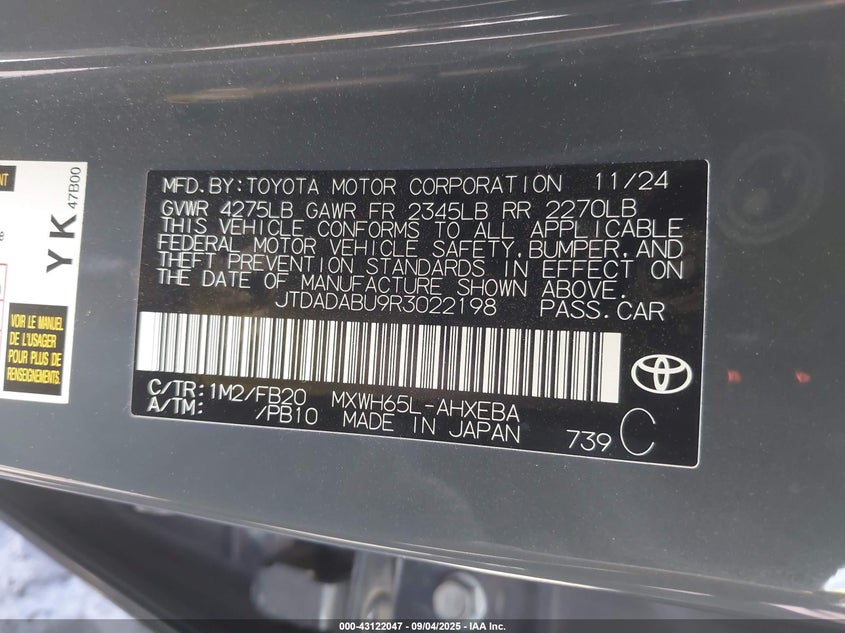 MFD.BY:TOYOTA MOTOR CORPORATION 11/24
GVWR 4275LB GAWR FR 2345LB RR 2270LB
THIS VEHICLE CONFORMS TO ALL APPLICABLE
FEDERAL MOTOR VEHICLE SAFETY,BUMPER,AND
THEFT PREVENTION STANDARDS IN EFFECT ON
THE DATE OF MANUFACTURE SHOWN ABOVE.
JTDADABU9R3022198 PASS.CAR
C/TR:1M2/FB20 MXWH65L-AHXEBA
A/TM: /PB10 MADE IN JAPAN
739 C
YK 47B00
NT
VOIR LE MANUEL
DE L'USAGER
POUR PLUS DE
RENSEIGNEMENTS.
000-43122047 - 09/04/2025 - IAA Inc.